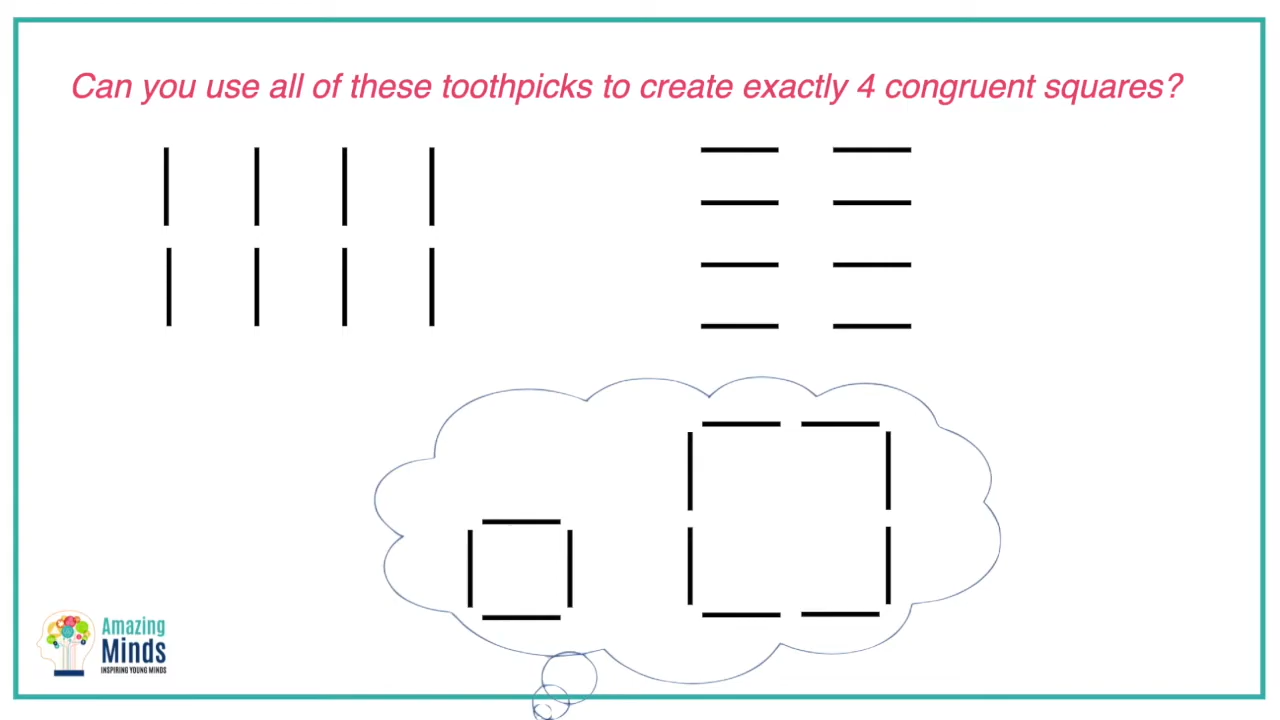 Can you use all of these toothpicks to create exactly 4 congruent squares?
Amazing
Minds
INSPIRING YOUNG MINDS